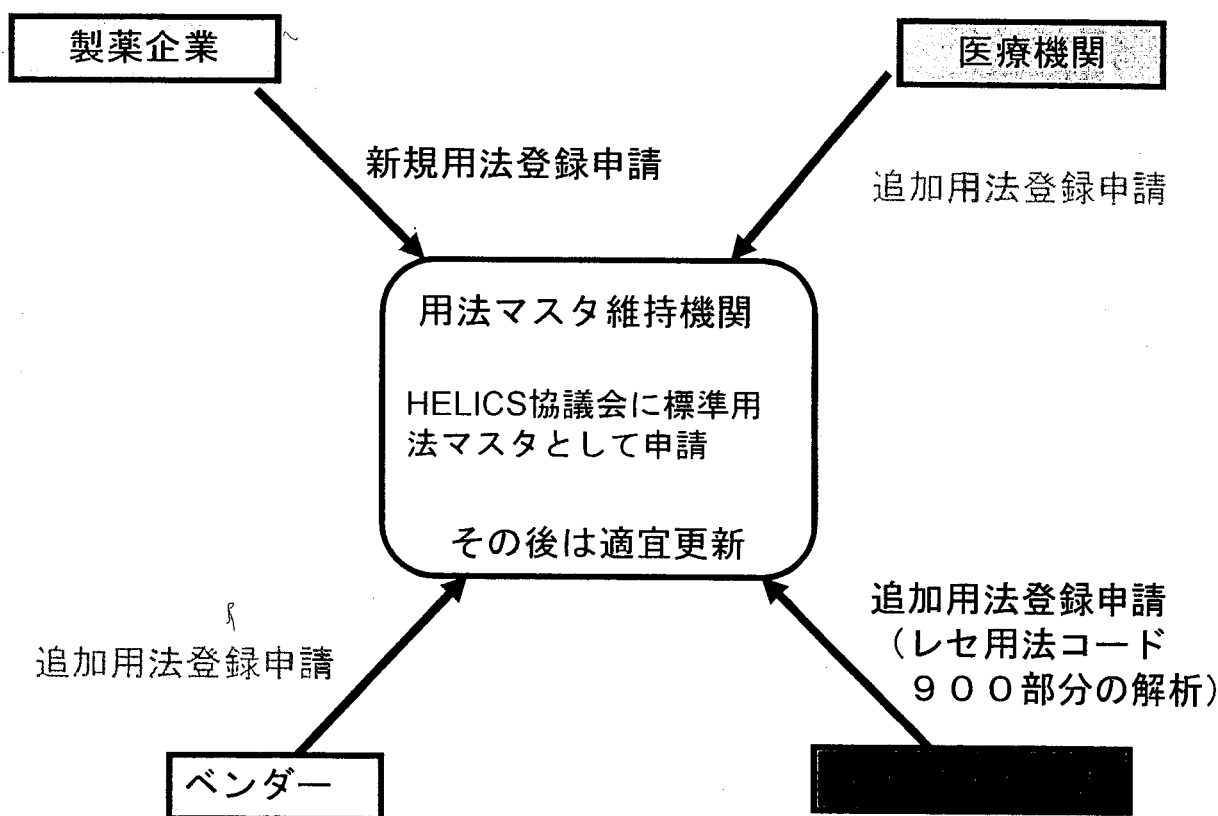 製薬企業
医療機関
新規用法登録申請
追加用法登録申請
用法マスタ維持機関
HELICS協議会に標準用
法マスタとして申請
その後は適宜更新
追加用法登録申請
追加用法登録申請
（レセ用法コード
９００部分の解析）
ベンダー